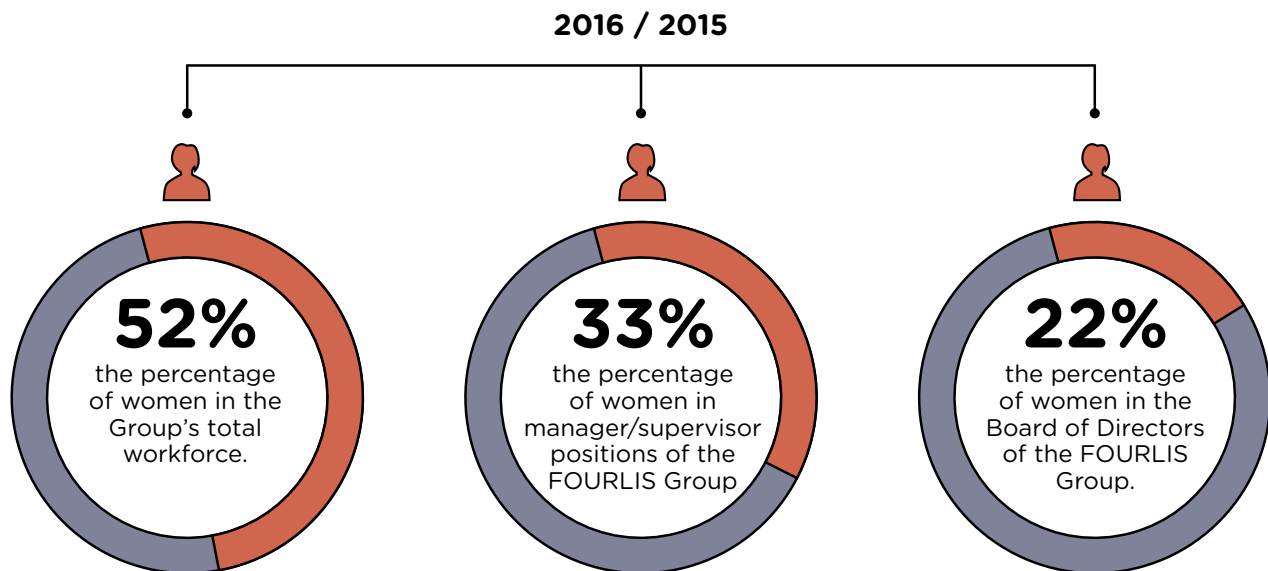 2016 / 2015
52%
the percentage
of women in the
Group’s total
workforce.
33%
the percentage
of women in
manager/supervisor
positions of the
FOURLIS Group
22%
the percentage
of women in the
Board of Directors
of the FOURLIS
Group.